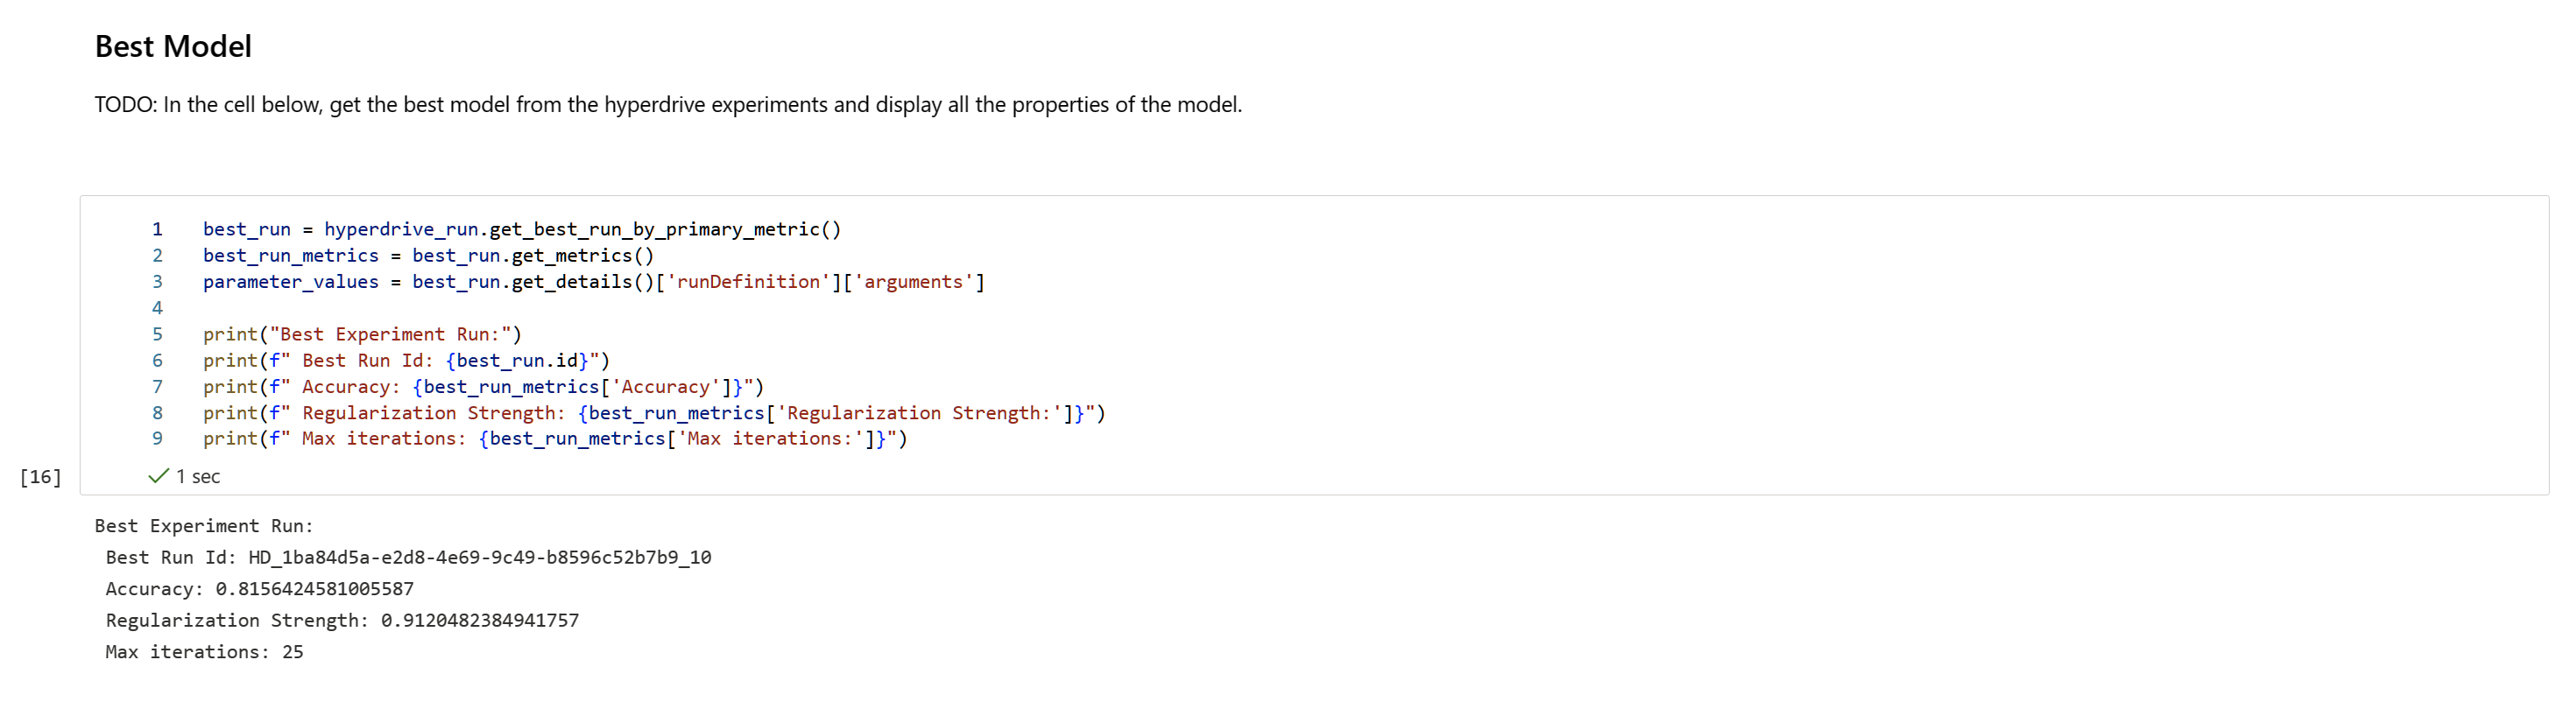 Best Model
TODO: In the cell below, get the best model from the hyperdrive experiments and display all the properties of the model.
1 best_run = hyperdrive_run.get_best_run_by_primary_metric()
2 best_run_metrics = best_run.get_metrics()
3 parameter_values = best_run.get_details()['runDefinition']['arguments']
4
5 print("Best Experiment Run:")
6 print(f" Best Run Id: {best_run.id}")
7 print(f" Accuracy: {best_run_metrics['Accuracy']}")
8 print(f" Regularization Strength: {best_run_metrics['Regularization Strength:']}")
9 print(f" Max iterations: {best_run_metrics['Max iterations:']}")
[16] ✓ 1 sec
Best Experiment Run:
 Best Run Id: HD_1ba84d5a-e2d8-4e69-9c49-b8596c52b7b9_10
 Accuracy: 0.8156424581005587
 Regularization Strength: 0.9120482384941757
 Max iterations: 25